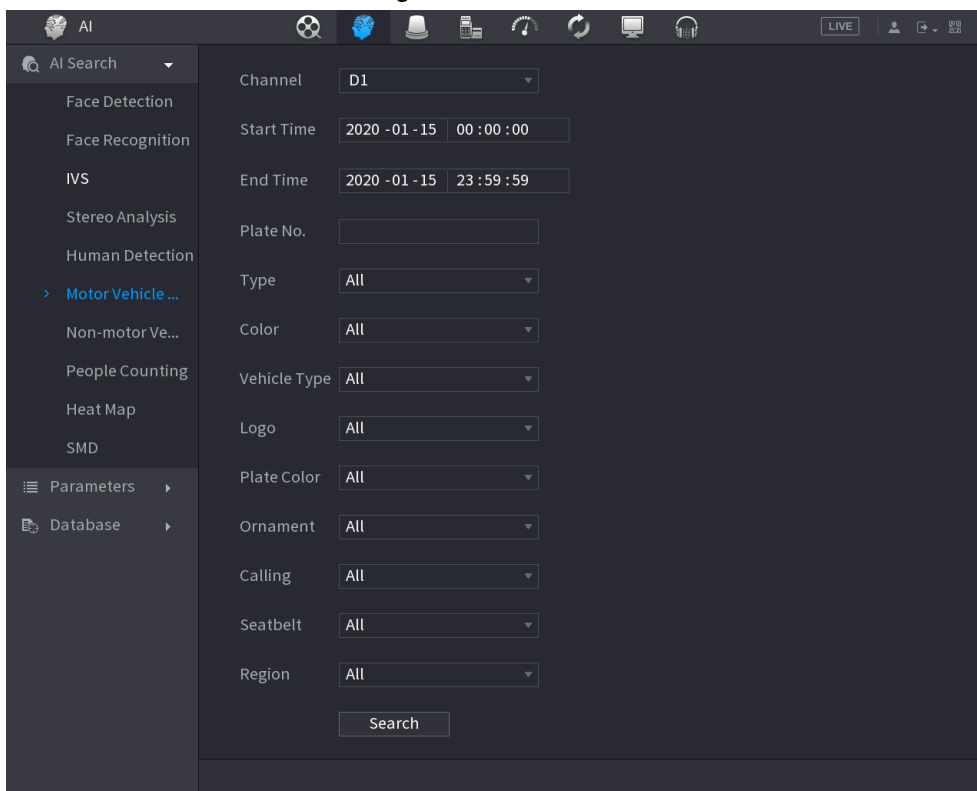 AI
LIVE
AI Search
Face Detection
Face Recognition
IVS
Stereo Analysis
Human Detection
> Motor Vehicle ...
Non-motor Ve...
People Counting
Heat Map
SMD
Parameters
Database
Channel D1
Start Time 2020 -01 -15 00 :00 :00
End Time 2020 -01 -15 23 :59 :59
Plate No.
Type All
Color All
Vehicle Type All
Logo All
Plate Color All
Ornament All
Calling All
Seatbelt All
Region All
Search